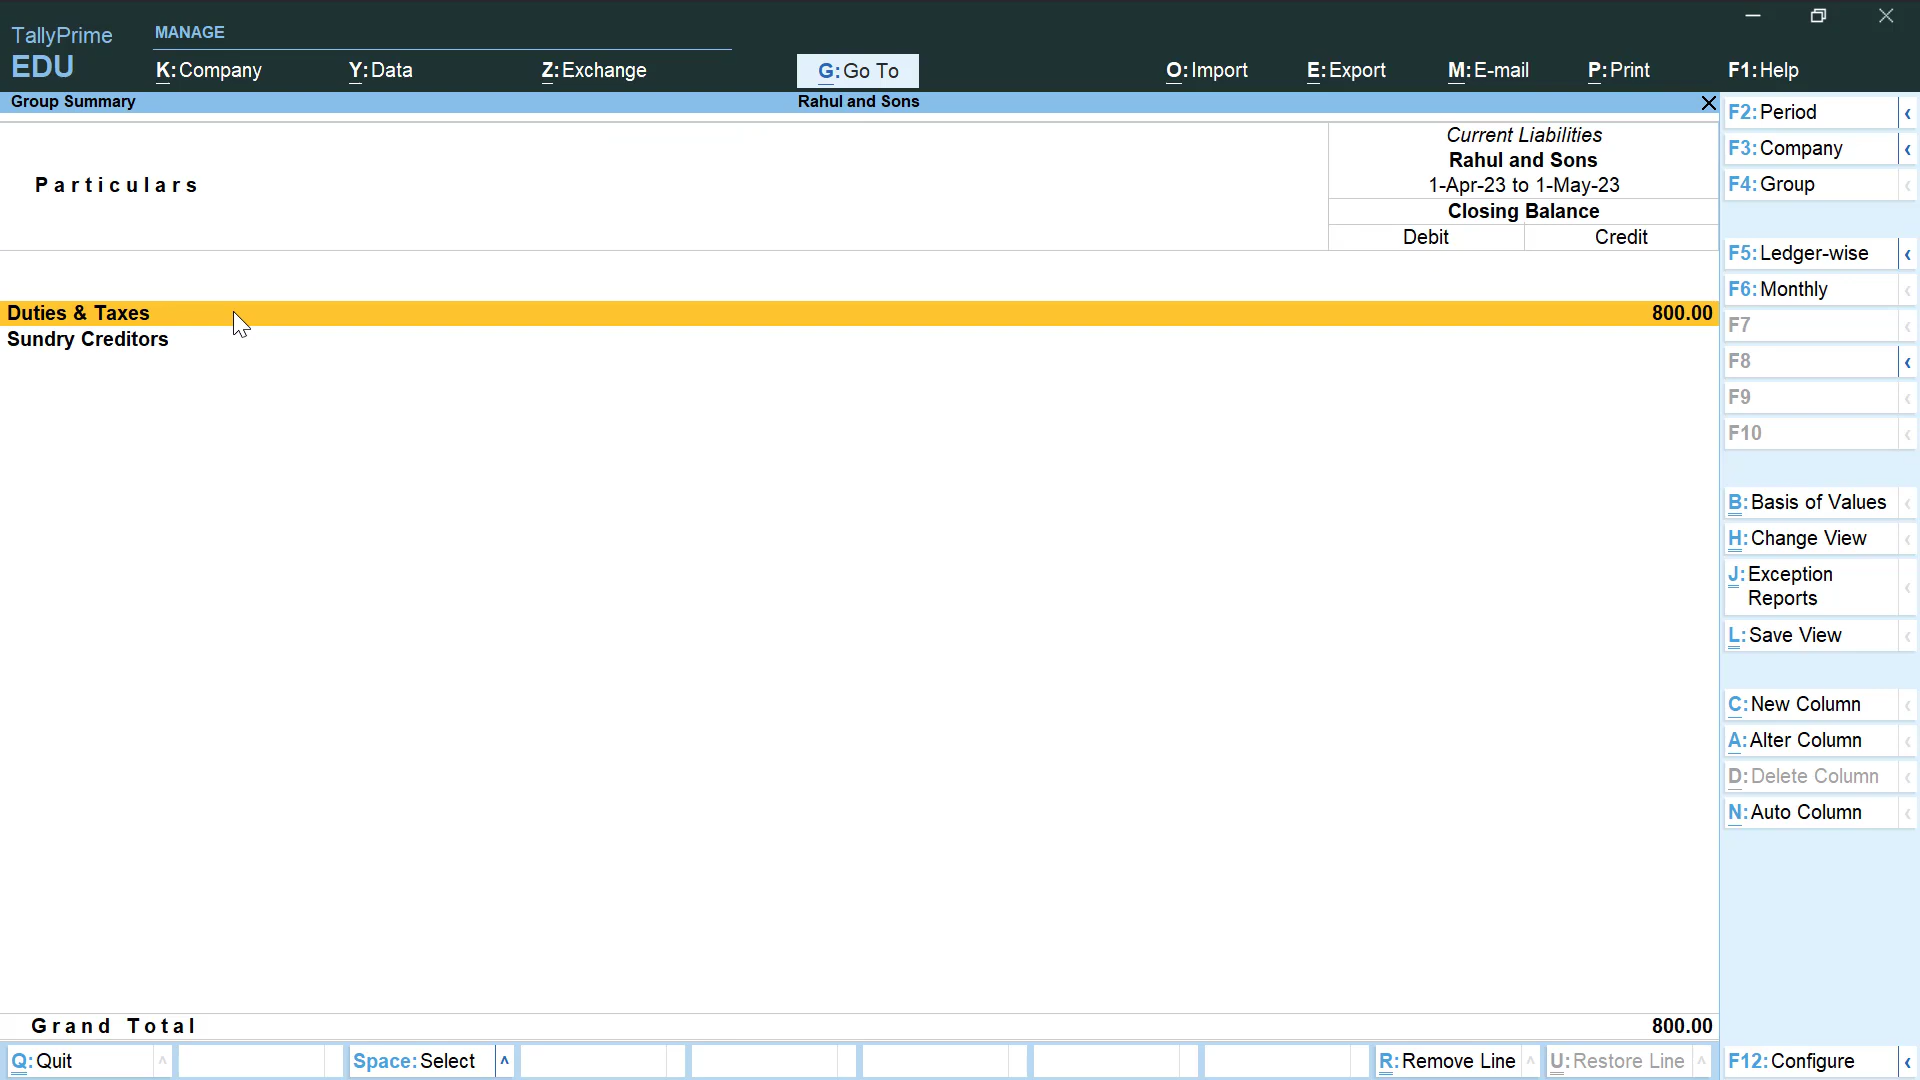 TallyPrime
EDU
MANAGE
K:Company
Y:Data
Z:Exchange
G:Go To
O:Import
E:Export
M:E-mail
P:Print
F1:Help
Group Summary
Rahul and Sons
Particulars
Current Liabilities
Rahul and Sons
1-Apr-23 to 1-May-23
Closing Balance
Debit
Credit
Duties & Taxes 800.00
Sundry Creditors
Grand Total 800.00
F2:Period
F3:Company
F4:Group
F5:Ledger-wise
F6:Monthly
F7
F8
F9
F10
B:Basis of Values
H:Change View
J:Exception
Reports
L:Save View
C:New Column
A:Alter Column
D:Delete Column
N:Auto Column
Q:Quit
Space:Select
R:Remove Line
U:Restore Line
F12:Configure